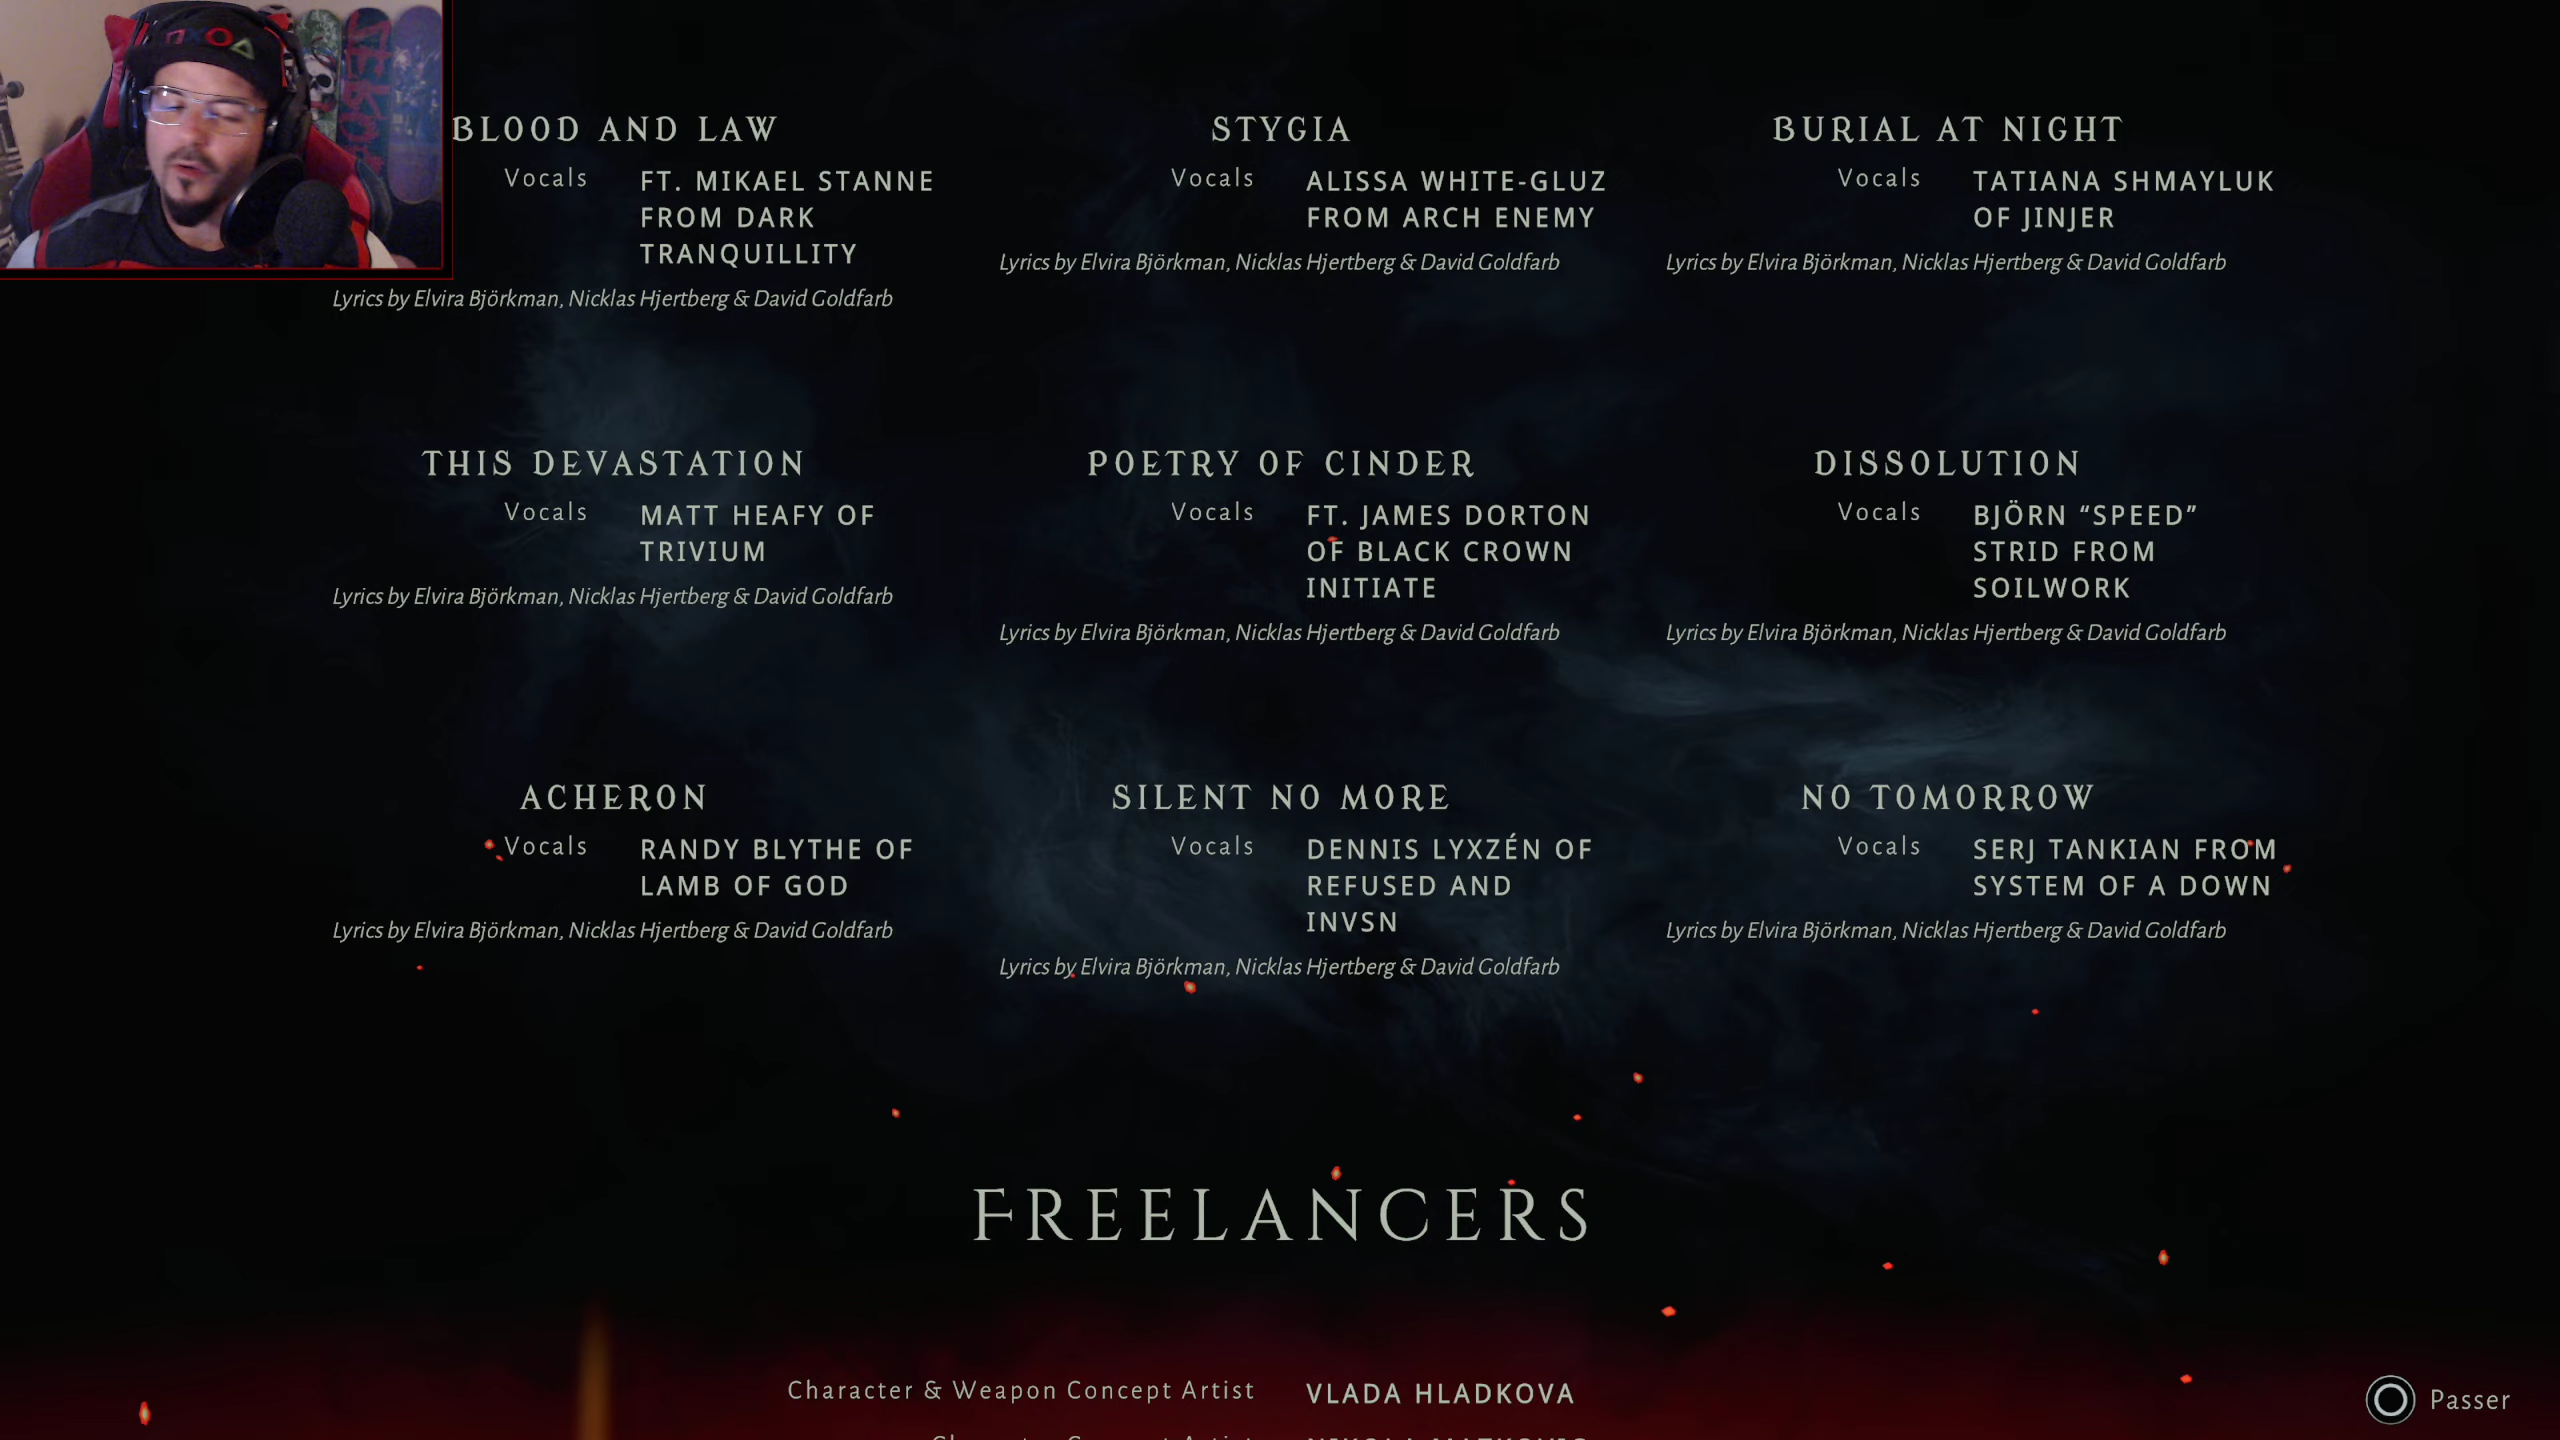 BLOOD AND LAW
Vocals FT. MIKAEL STANNE
FROM DARK
TRANQUILLITY
Lyrics by Elvira Björkman, Nicklas Hjertberg & David Goldfarb
STYGIA
Vocals ALISSA WHITE-GLUZ
FROM ARCH ENEMY
Lyrics by Elvira Björkman, Nicklas Hjertberg & David Goldfarb
BURIAL AT NIGHT
Vocals TATIANA SHMAYLUK
OF JINJER
Lyrics by Elvira Björkman, Nicklas Hjertberg & David Goldfarb
THIS DEVASTATION
Vocals MATT HEAFY OF
TRIVIUM
Lyrics by Elvira Björkman, Nicklas Hjertberg & David Goldfarb
POETRY OF CINDER
Vocals FT. JAMES DORTON
OF BLACK CROWN
INITIATE
Lyrics by Elvira Björkman, Nicklas Hjertberg & David Goldfarb
DISSOLUTION
Vocals BJÖRN “SPEED”
STRID FROM
SOILWORK
Lyrics by Elvira Björkman, Nicklas Hjertberg & David Goldfarb
ACHERON
Vocals RANDY BLYTHE OF
LAMB OF GOD
Lyrics by Elvira Björkman, Nicklas Hjertberg & David Goldfarb
SILENT NO MORE
Vocals DENNIS LYXZÉN OF
REFUSED AND
INVSN
Lyrics by Elvira Björkman, Nicklas Hjertberg & David Goldfarb
NO TOMORROW
Vocals SERJ TANKIAN FROM
SYSTEM OF A DOWN
Lyrics by Elvira Björkman, Nicklas Hjertberg & David Goldfarb
FREELANCERS
Character & Weapon Concept Artist VLADA HLADKOVA
Passer